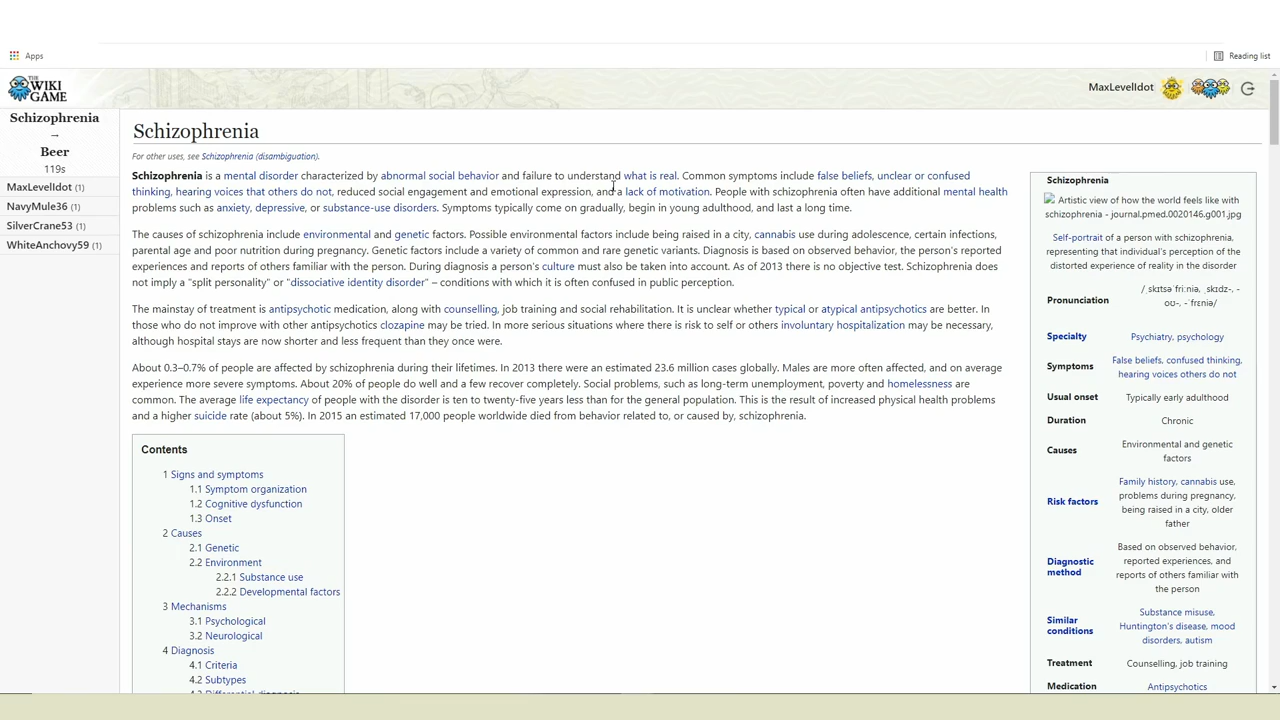 Apps
Reading list
THE WIKI GAME
MaxLevelIdot
Schizophrenia
→
Beer
119s
MaxLevelIdot (1)
NavyMule36 (1)
SilverCrane53 (1)
WhiteAnchovy59 (1)
Schizophrenia
For other uses, see Schizophrenia (disambiguation).
Schizophrenia is a mental disorder characterized by abnormal social behavior and failure to understand what is real. Common symptoms include false beliefs, unclear or confused
thinking, hearing voices that others do not, reduced social engagement and emotional expression, and a lack of motivation. People with schizophrenia often have additional mental health
problems such as anxiety, depressive, or substance-use disorders. Symptoms typically come on gradually, begin in young adulthood, and last a long time.
The causes of schizophrenia include environmental and genetic factors. Possible environmental factors include being raised in a city, cannabis use during adolescence, certain infections,
parental age and poor nutrition during pregnancy. Genetic factors include a variety of common and rare genetic variants. Diagnosis is based on observed behavior, the person's reported
experiences and reports of others familiar with the person. During diagnosis a person's culture must also be taken into account. As of 2013 there is no objective test. Schizophrenia does
not imply a "split personality" or "dissociative identity disorder" – conditions with which it is often confused in public perception.
The mainstay of treatment is antipsychotic medication, along with counselling, job training and social rehabilitation. It is unclear whether typical or atypical antipsychotics are better. In
those who do not improve with other antipsychotics clozapine may be tried. In more serious situations where there is risk to self or others involuntary hospitalization may be necessary,
although hospital stays are now shorter and less frequent than they once were.
About 0.3–0.7% of people are affected by schizophrenia during their lifetimes. In 2013 there were an estimated 23.6 million cases globally. Males are more often affected, and on average
experience more severe symptoms. About 20% of people do well and a few recover completely. Social problems, such as long-term unemployment, poverty and homelessness are
common. The average life expectancy of people with the disorder is ten to twenty-five years less than for the general population. This is the result of increased physical health problems
and a higher suicide rate (about 5%). In 2015 an estimated 17,000 people worldwide died from behavior related to, or caused by, schizophrenia.
Contents
1 Signs and symptoms
1.1 Symptom organization
1.2 Cognitive dysfunction
1.3 Onset
2 Causes
2.1 Genetic
2.2 Environment
2.2.1 Substance use
2.2.2 Developmental factors
3 Mechanisms
3.1 Psychological
3.2 Neurological
4 Diagnosis
4.1 Criteria
4.2 Subtypes
4.3 Differential diagnosis
Schizophrenia
Artistic view of how the world feels like with
schizophrenia - journal.pmed.0020146.g001.jpg
Self-portrait of a person with schizophrenia,
representing that individual's perception of the
distorted experience of reality in the disorder
Pronunciation
/ˌskɪtsəˈfriːniə, ˌskɪdz-, -
oʊ-, -ˈfrɛniə/
Specialty
Psychiatry, psychology
Symptoms
False beliefs, confused thinking,
hearing voices others do not
Usual onset
Typically early adulthood
Duration
Chronic
Causes
Environmental and genetic
factors
Risk factors
Family history, cannabis use,
problems during pregnancy,
being raised in a city, older
father
Diagnostic
method
Based on observed behavior,
reported experiences, and
reports of others familiar with
the person
Similar
conditions
Substance misuse,
Huntington's disease, mood
disorders, autism
Treatment
Counselling, job training
Medication
Antipsychotics